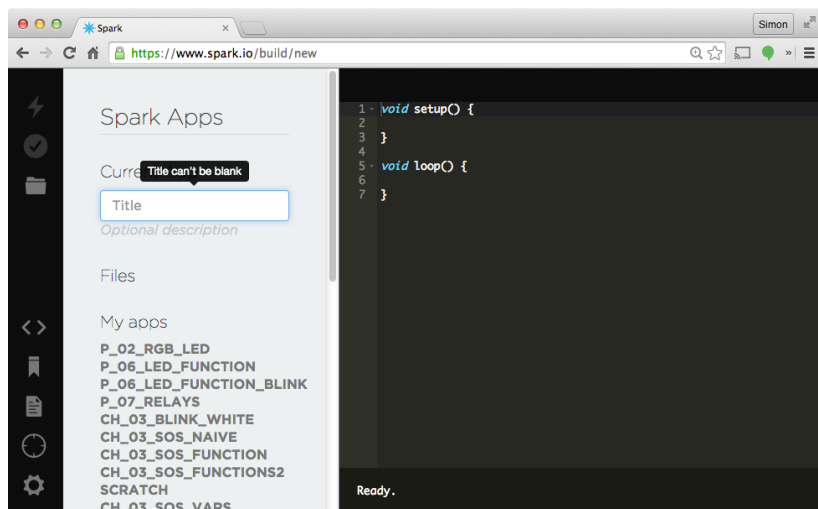 Spark
Simon
https://www.spark.io/build/new
Spark Apps
Title can't be blank
Title
Optional description
Files
My apps
P_02_RGB_LED
P_06_LED_FUNCTION
P_06_LED_FUNCTION_BLINK
P_07_RELAYS
CH_03_BLINK_WHITE
CH_03_SOS_NAIVE
CH_03_SOS_FUNCTION
CH_03_SOS_FUNCTIONS2
SCRATCH
CH_03_SOS_VARS
1 void setup() {
2
3 }
4
5 void loop() {
6
7 }
Ready.